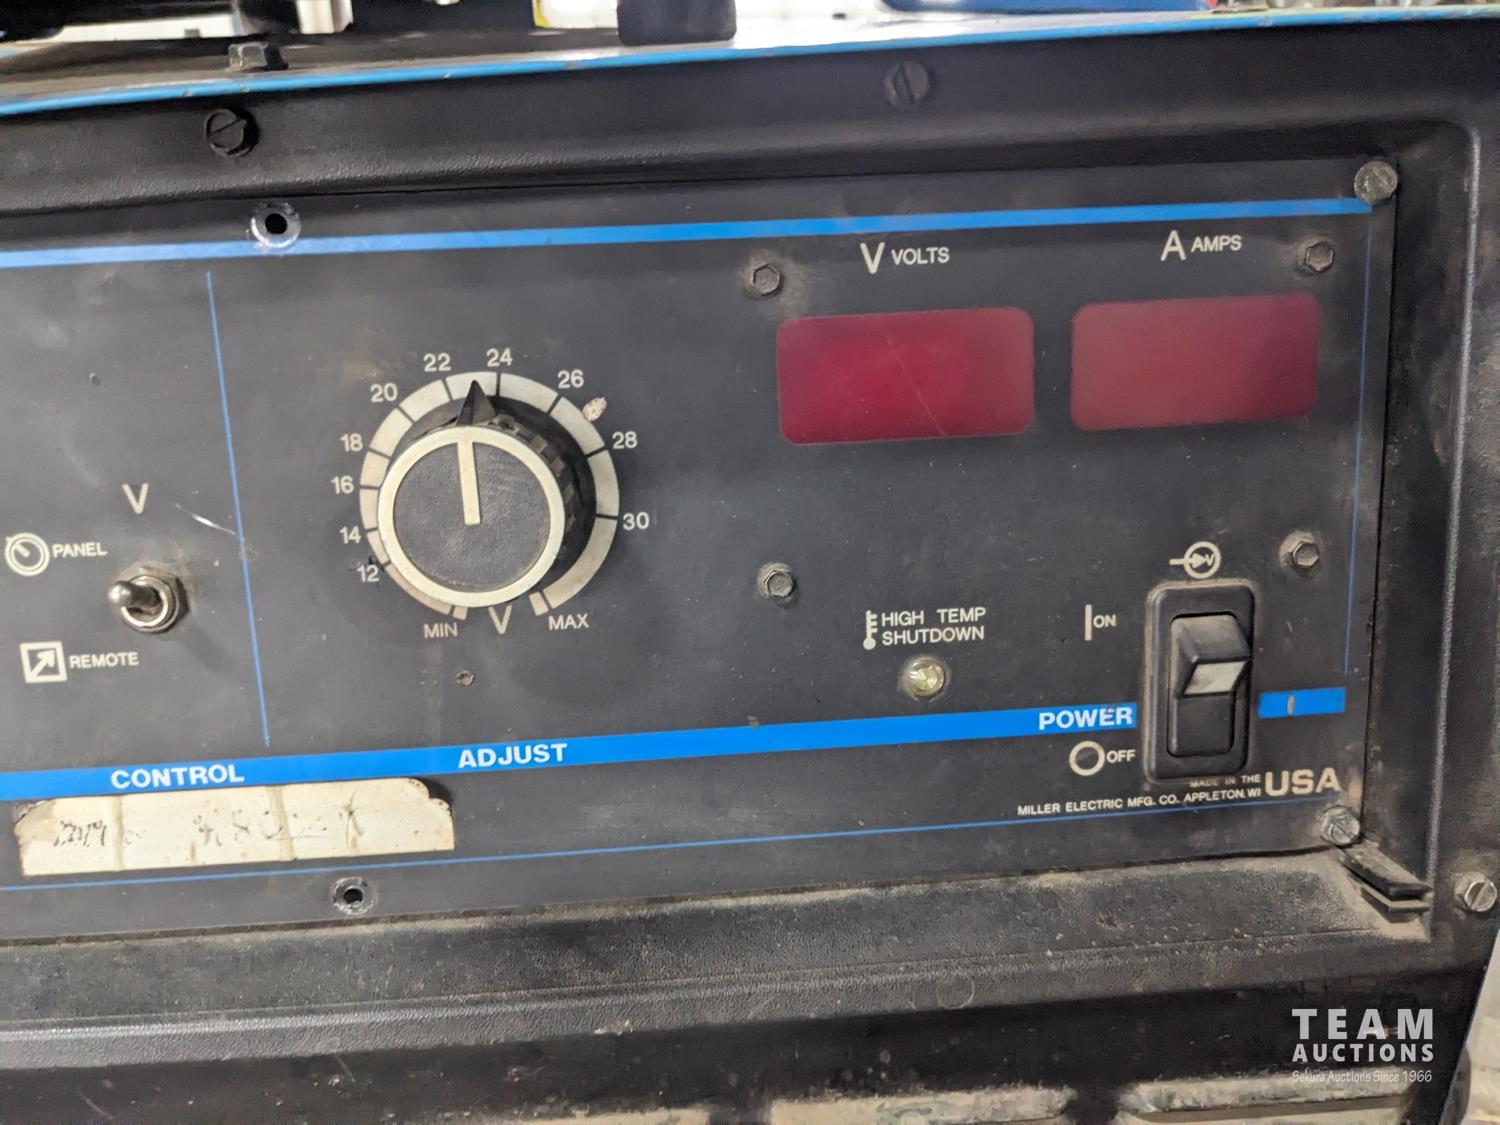 V VOLTS
A AMPS
22
24
20
26
18
28
16
V
30
14
PANEL
12
V
HIGH TEMP
SHUTDOWN
ON
MIN
V
MAX
REMOTE
POWER
ADJUST
CONTROL
OFF
MADE IN THE USA
MILLER ELECTRIC MFG. CO. APPLETON, WI
TEAM
AUCTIONS
Sekura Auctions Since 1966